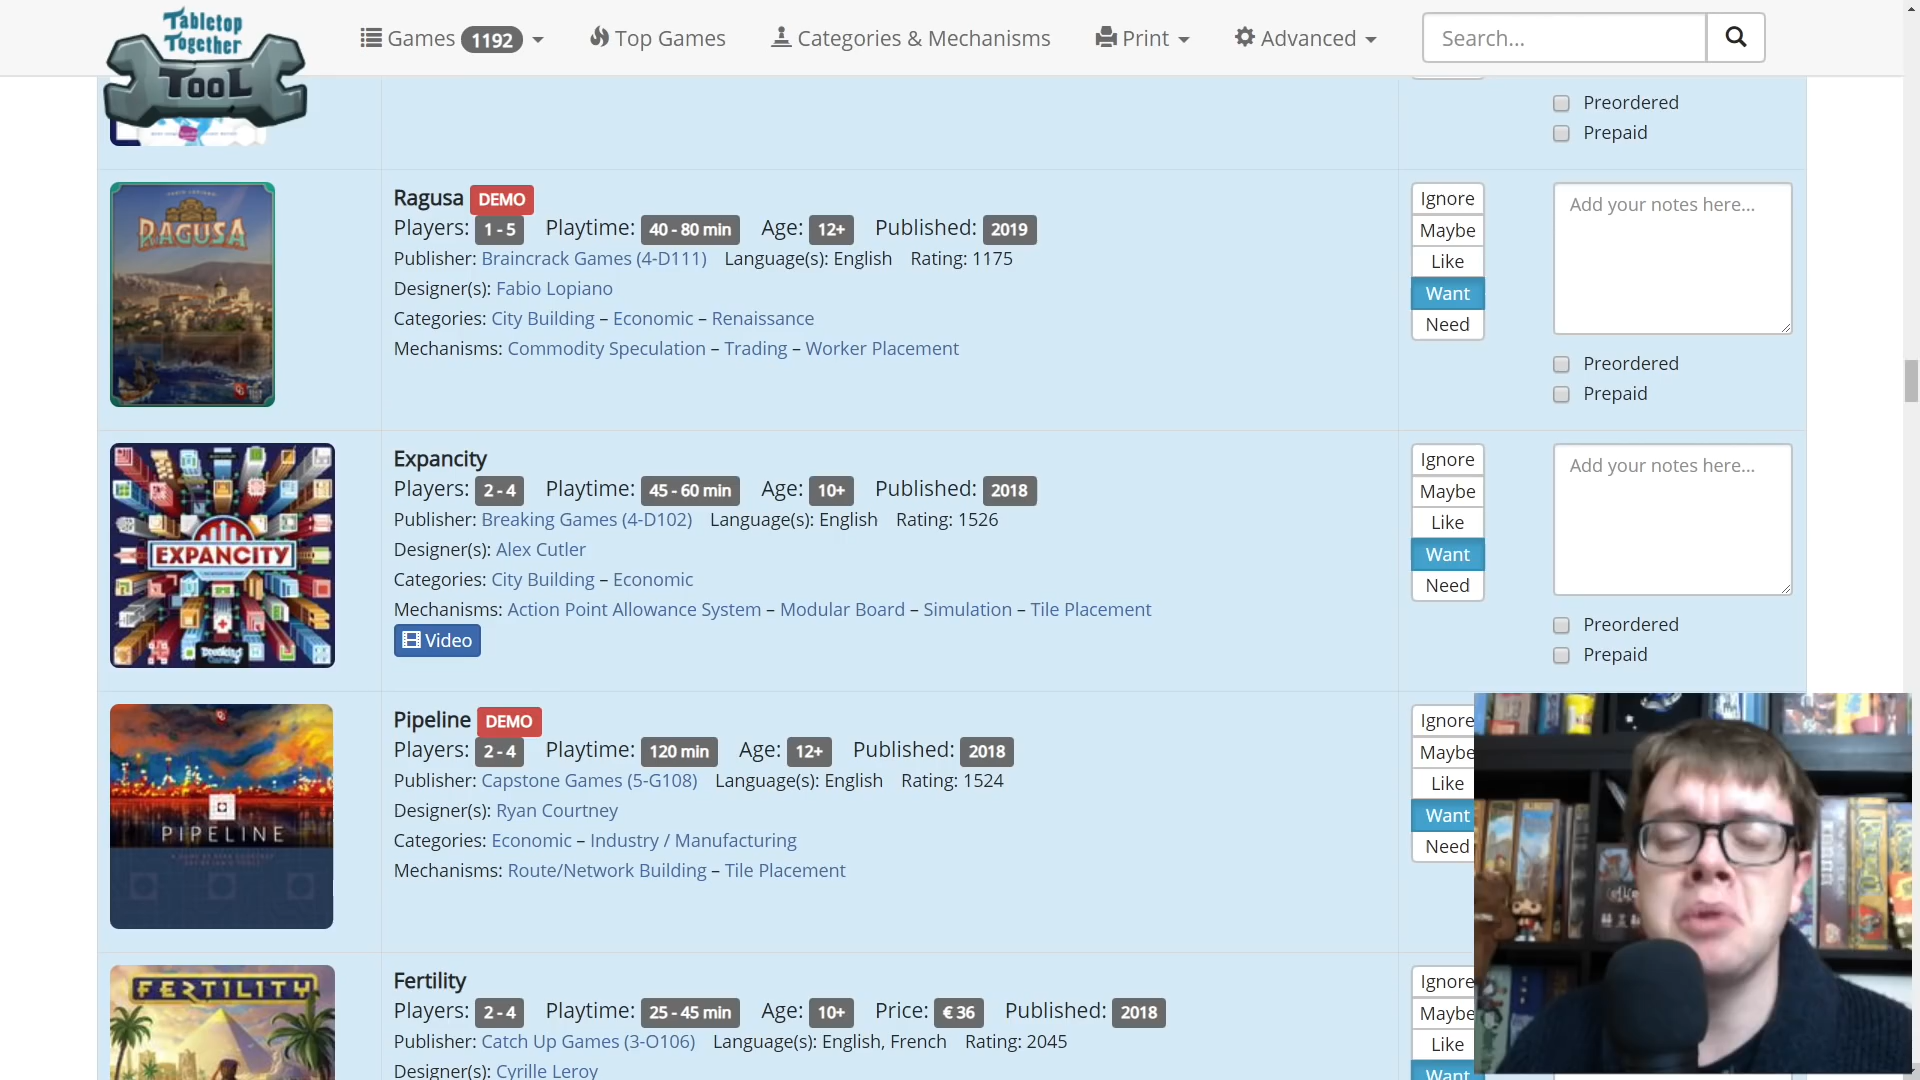 Tabletop
Together
TOOL
Games 1192
Top Games
Categories & Mechanisms
Print
Advanced
Search...
Preordered
Prepaid
RAGUSA
Ragusa DEMO
Players: 1 - 5 Playtime: 40 - 80 min Age: 12+ Published: 2019
Publisher: Braincrack Games (4-D111) Language(s): English Rating: 1175
Designer(s): Fabio Lopiano
Categories: City Building – Economic – Renaissance
Mechanisms: Commodity Speculation – Trading – Worker Placement
Ignore
Maybe
Like
Want
Need
Add your notes here...
Preordered
Prepaid
EXPANCITY
Breaking
Expancity
Players: 2 - 4 Playtime: 45 - 60 min Age: 10+ Published: 2018
Publisher: Breaking Games (4-D102) Language(s): English Rating: 1526
Designer(s): Alex Cutler
Categories: City Building – Economic
Mechanisms: Action Point Allowance System – Modular Board – Simulation – Tile Placement
Video
Ignore
Maybe
Like
Want
Need
Add your notes here...
Preordered
Prepaid
PIPELINE
Pipeline DEMO
Players: 2 - 4 Playtime: 120 min Age: 12+ Published: 2018
Publisher: Capstone Games (5-G108) Language(s): English Rating: 1524
Designer(s): Ryan Courtney
Categories: Economic – Industry / Manufacturing
Mechanisms: Route/Network Building – Tile Placement
Ignore
Maybe
Like
Want
Need
FERTILITY
Fertility
Players: 2 - 4 Playtime: 25 - 45 min Age: 10+ Price: € 36 Published: 2018
Publisher: Catch Up Games (3-O106) Language(s): English, French Rating: 2045
Designer(s): Cyrille Leroy
Ignore
Maybe
Like
Want